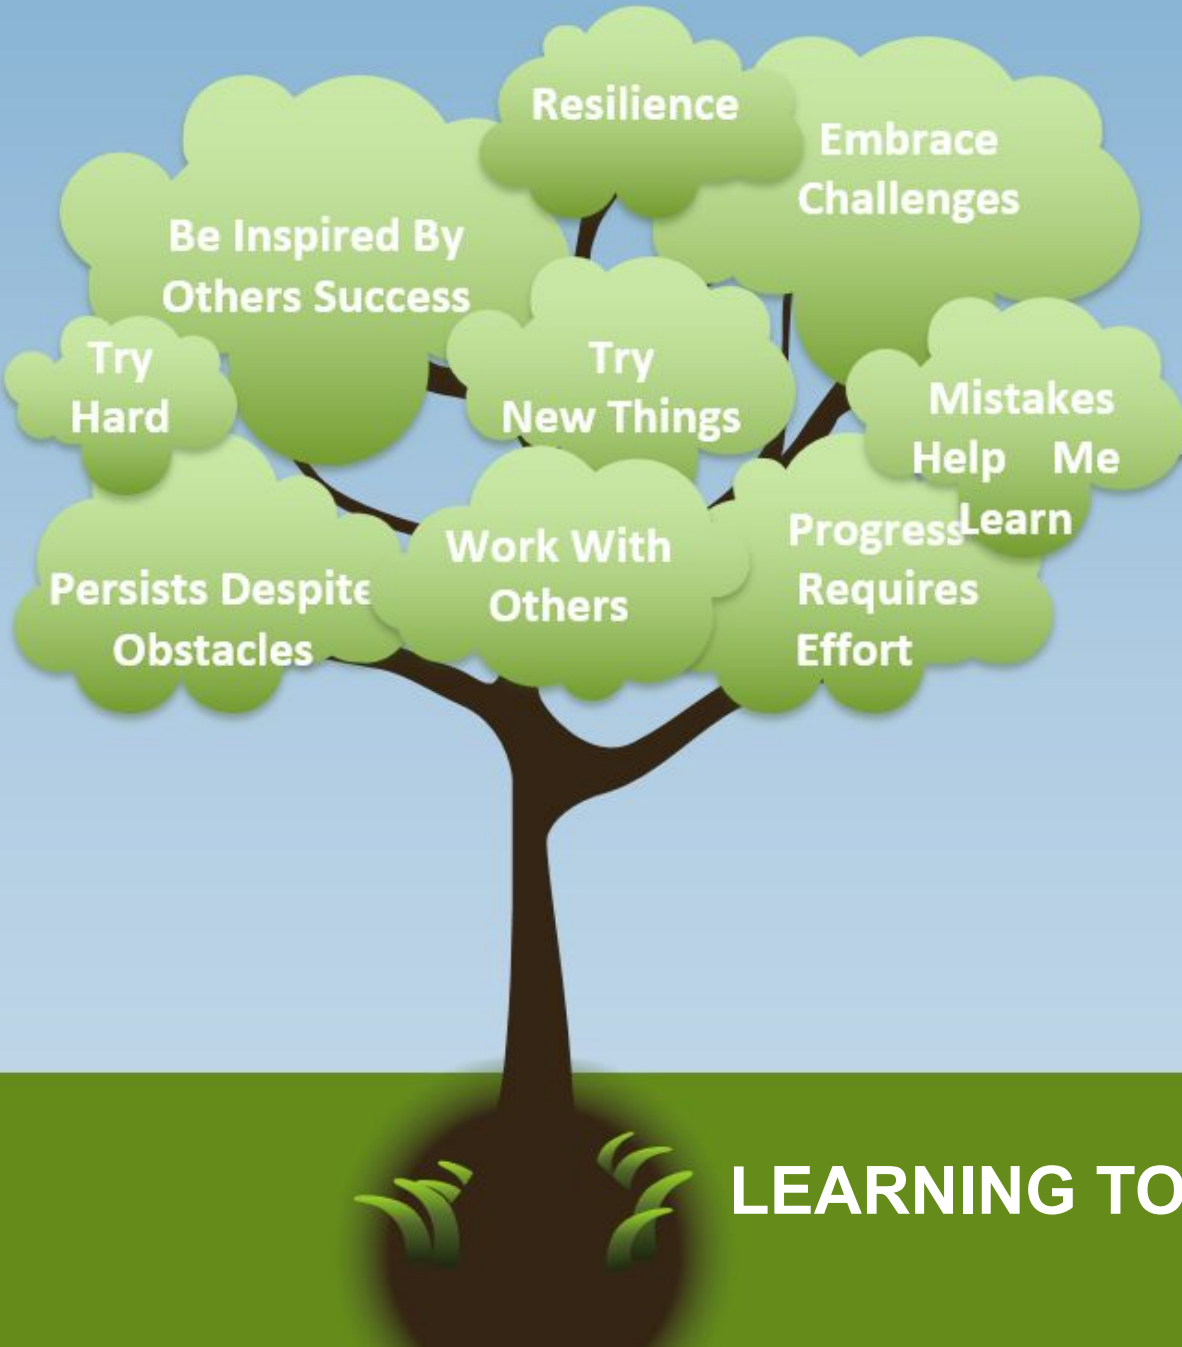 Resilience
Embrace
Challenges
Be Inspired By
Others Success
Try
Hard
Try
New Things
Mistakes
Help Me
Learn
Persists Despite
Obstacles
Work With
Others
Progress
Requires
Effort
LEARNING TO